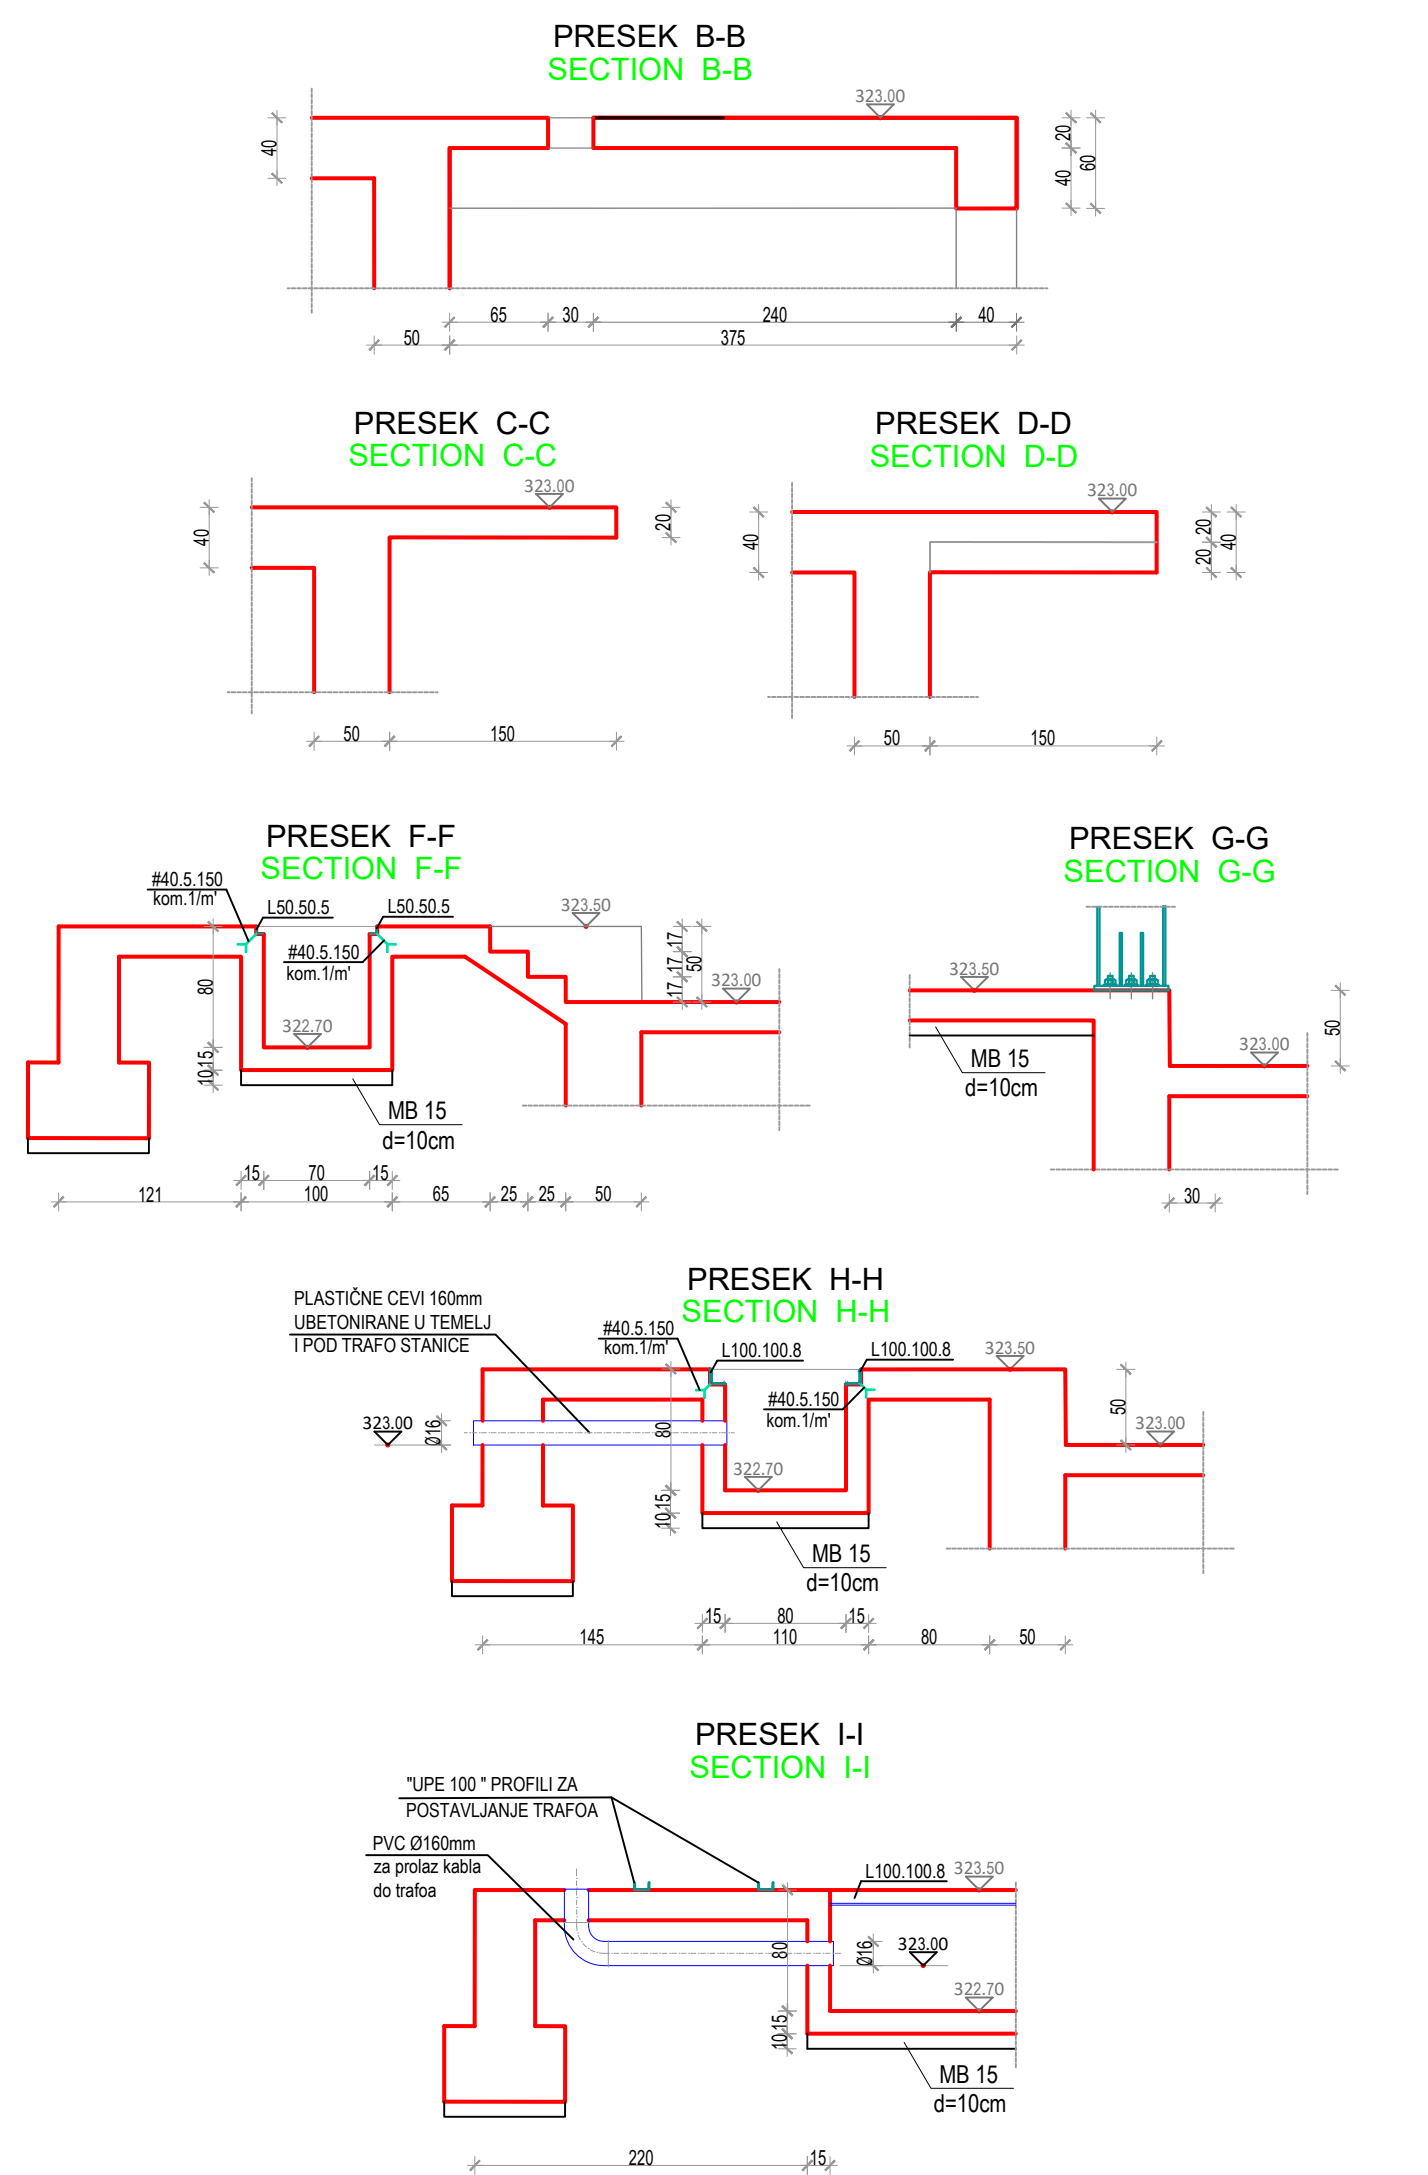 PRESEK B-B
SECTION B-B
323.00
40
20
40
60
65
30
240
40
50
375
PRESEK C-C
SECTION C-C
323.00
40
20
50
150
PRESEK D-D
SECTION D-D
323.00
40
20
20
40
50
150
PRESEK F-F
SECTION F-F
#40.5.150
kom.1/m'
L50.50.5
L50.50.5
#40.5.150
kom.1/m'
323.50
17
17
17
50
323.00
80
322.70
15
10
MB 15
d=10cm
15
70
15
121
100
65
25
25
50
PRESEK G-G
SECTION G-G
323.50
50
323.00
MB 15
d=10cm
30
PRESEK H-H
SECTION H-H
PLASTIČNE CEVI 160mm
UBETONIRANE U TEMELJ
I POD TRAFO STANICE
#40.5.150
kom.1/m'
L100.100.8
L100.100.8
323.50
#40.5.150
kom.1/m'
323.00
Ø16
80
50
323.00
322.70
15
10
MB 15
d=10cm
15
80
15
145
110
80
50
PRESEK I-I
SECTION I-I
"UPE 100 " PROFILI ZA
POSTAVLJANJE TRAFOA
PVC Ø160mm
za prolaz kabla
do trafoa
L100.100.8
323.50
80
Ø16
323.00
322.70
15
10
MB 15
d=10cm
220
15